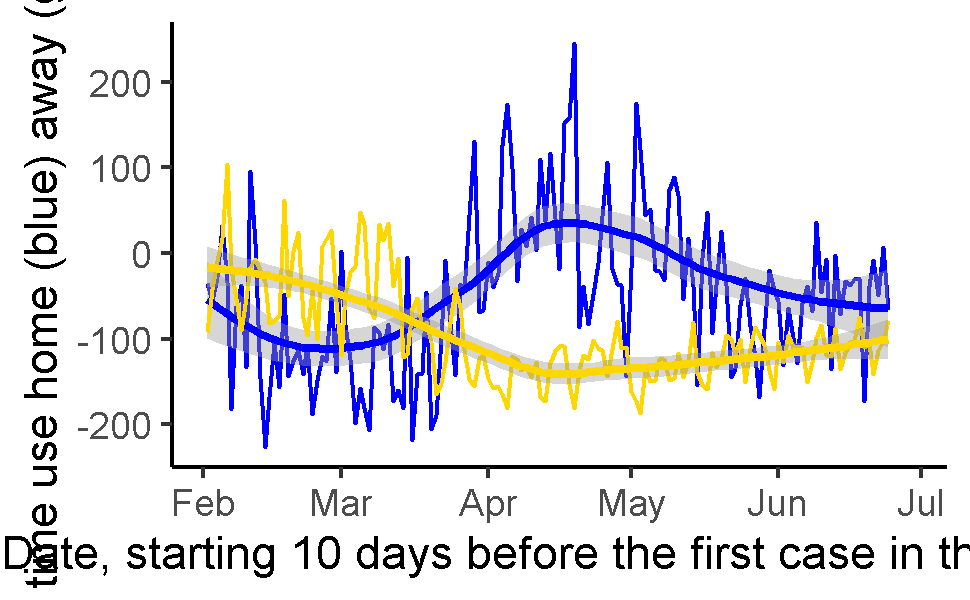 time use home (blue) away (
200
100
0
-100
-200
Feb Mar Apr May Jun Jul
Date, starting 10 days before the first case in th